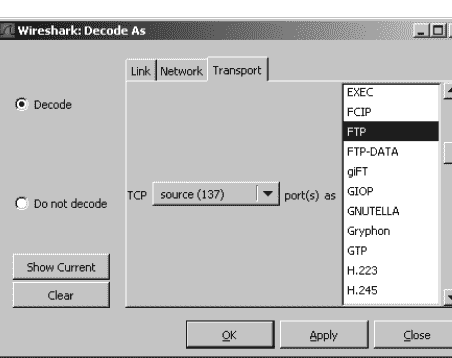 Wireshark: Decode As
Link Network Transport
Decode
Do not decode
Show Current
Clear
TCP source (137) port(s) as
EXEC
FCIP
FTP
FTP-DATA
giFT
GIOP
GNUTELLA
Gryphon
GTP
H.223
H.245
OK Apply Close